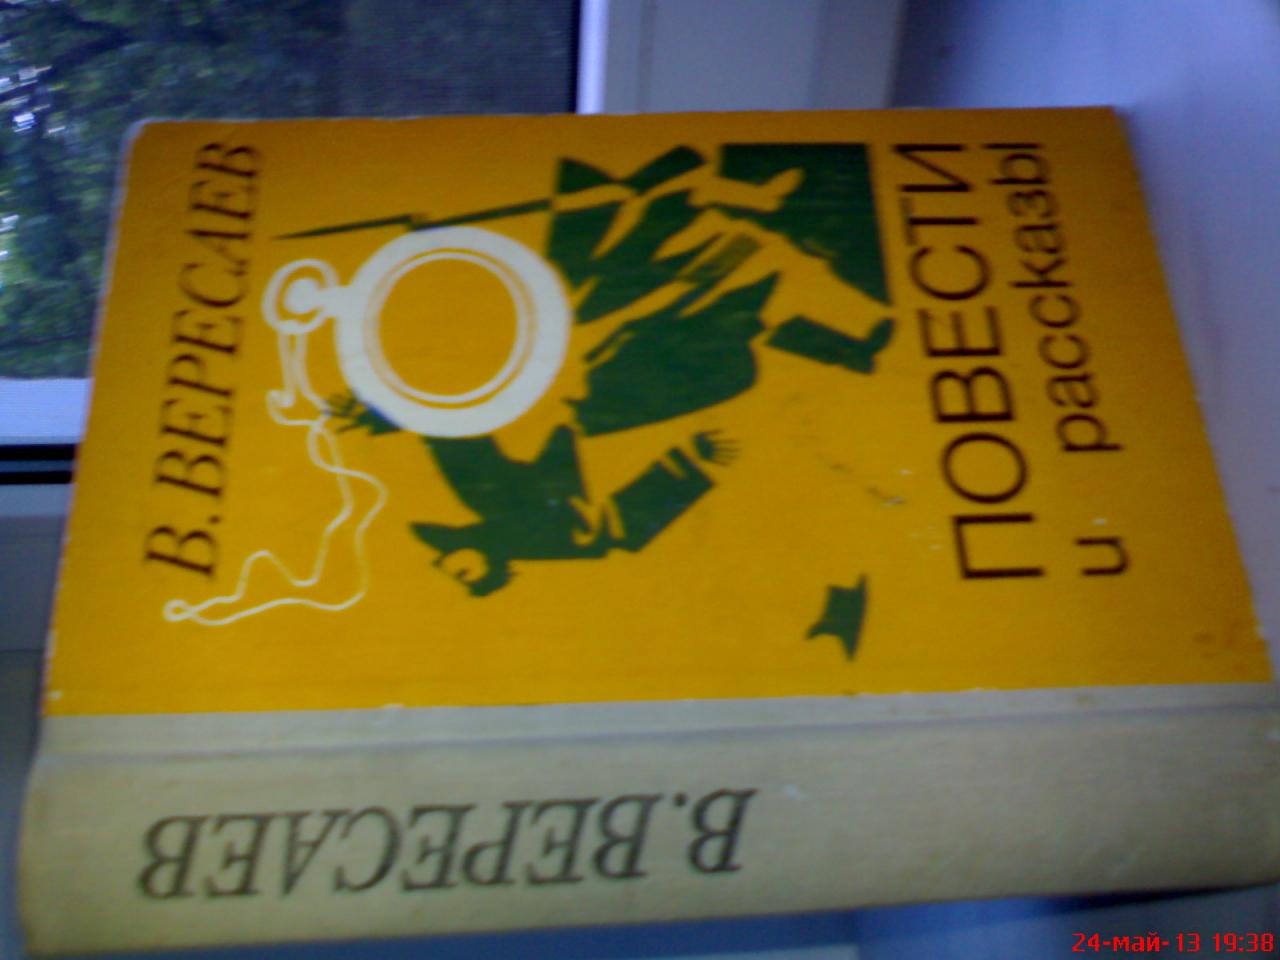 В. ВЕРЕСАЕВ
ПОВЕСТИ
и рассказы
В. ВЕРЕСАЕВ
24-май-13 19:38